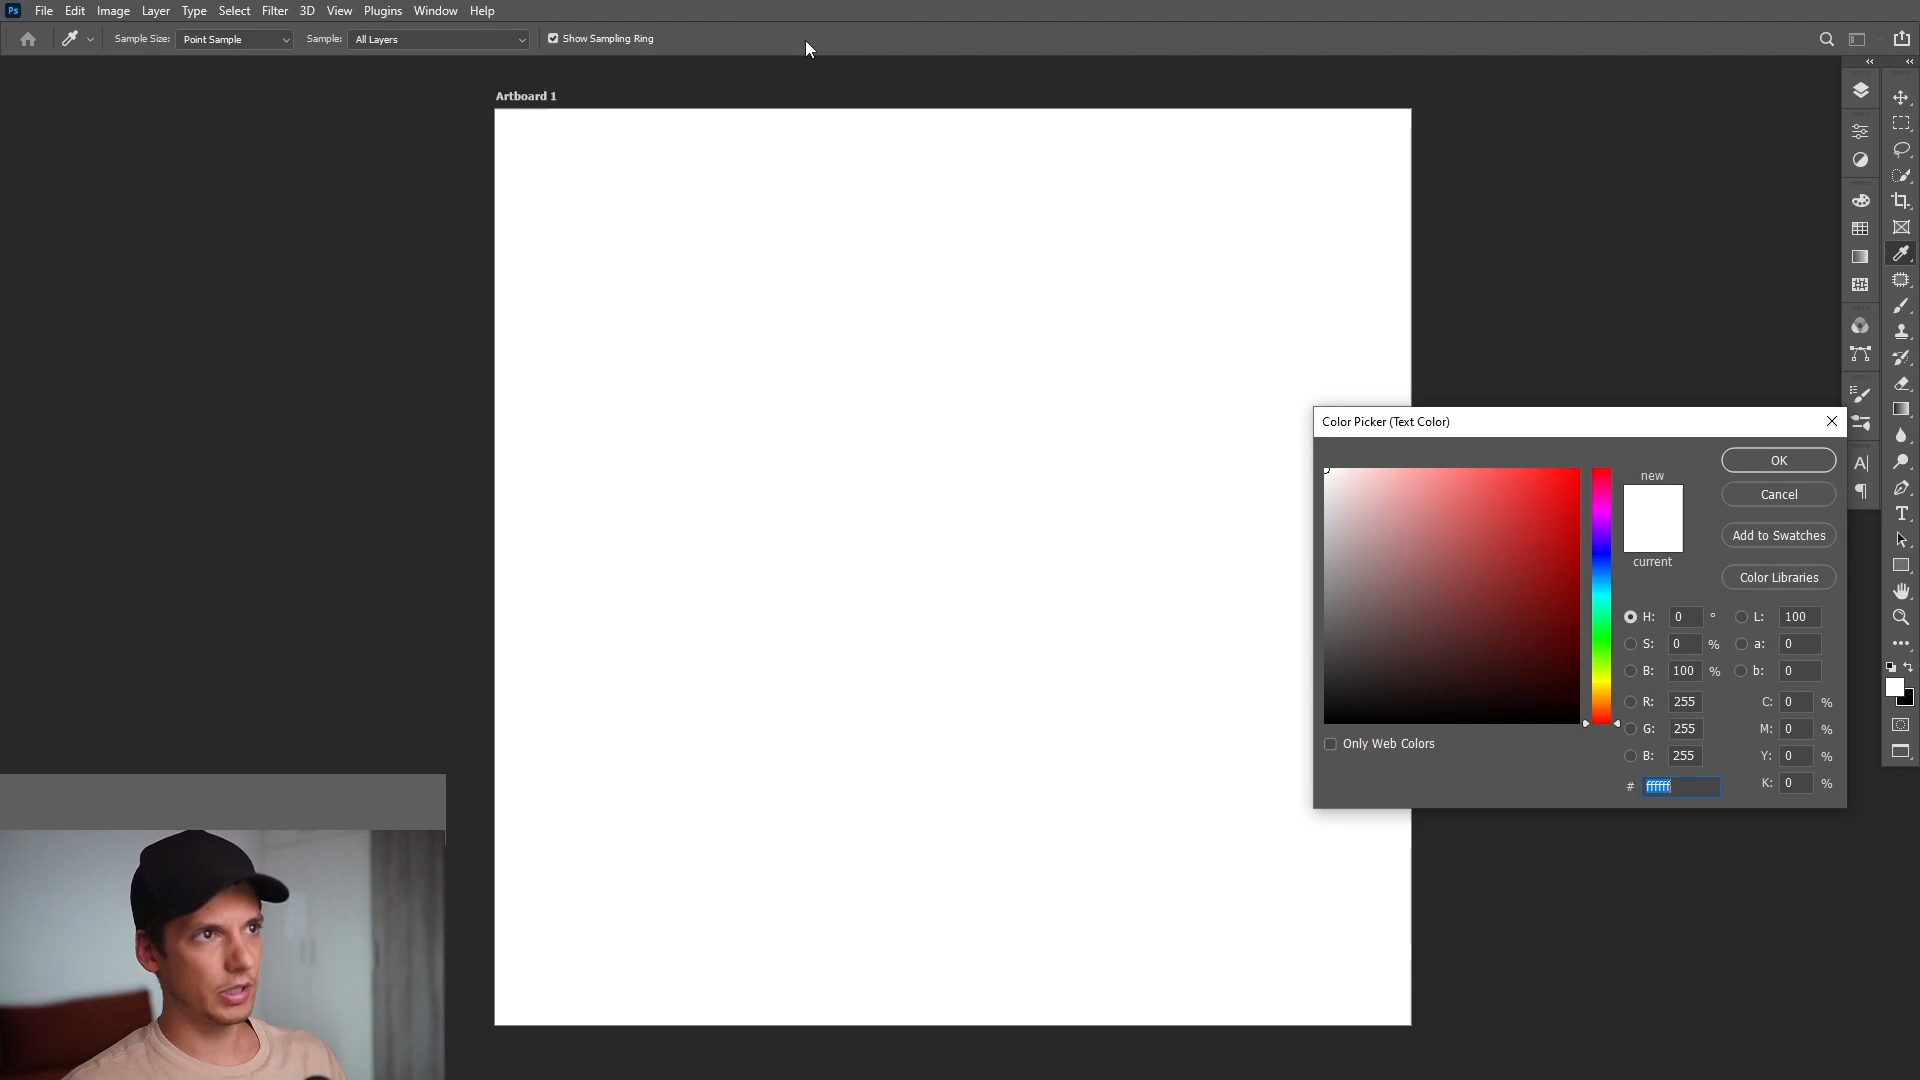 Ps File Edit Image Layer Type Select Filter 3D View Plugins Window Help
Sample Size: Point Sample Sample: All Layers Show Sampling Ring
Artboard 1
Color Picker (Text Color)
new
current
OK
Cancel
Add to Swatches
Color Libraries
H: 0 ° L: 100
S: 0 % a: 0
B: 100 % b: 0
R: 255 C: 0 %
G: 255 M: 0 %
B: 255 Y: 0 %
# ffffff K: 0 %
Only Web Colors